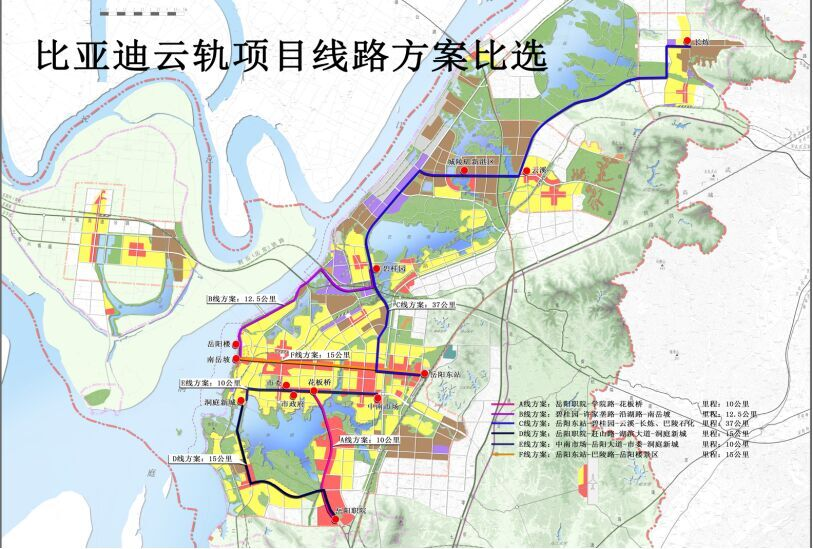 比亚迪云轨项目线路方案比选
长炼
城陵矶新港区
云溪
碧桂园
B线方案：12.5公里
C线方案：37公里
岳阳楼
南岳坡
F线方案：15公里
岳阳东站
E线方案：10公里
市委
花板桥
洞庭新城
市政府
中南市场
A线方案：10公里
D线方案：15公里
岳阳职院
庭
A线方案：岳阳职院-学院路-花板桥 里程：10公里
B线方案：碧桂园-许家垄路-沿湖路-南岳坡 里程：12.5公里
C线方案：岳阳东站-碧桂园-云溪-长炼、巴陵石化 里程：37公里
D线方案：岳阳职院-赶山路-湖滨大道-洞庭新城 里程：15公里
E线方案：中南市场-岳阳大道-市委-洞庭新城 里程：10公里
F线方案：岳阳东站-巴陵路-岳阳楼景区 里程：15公里